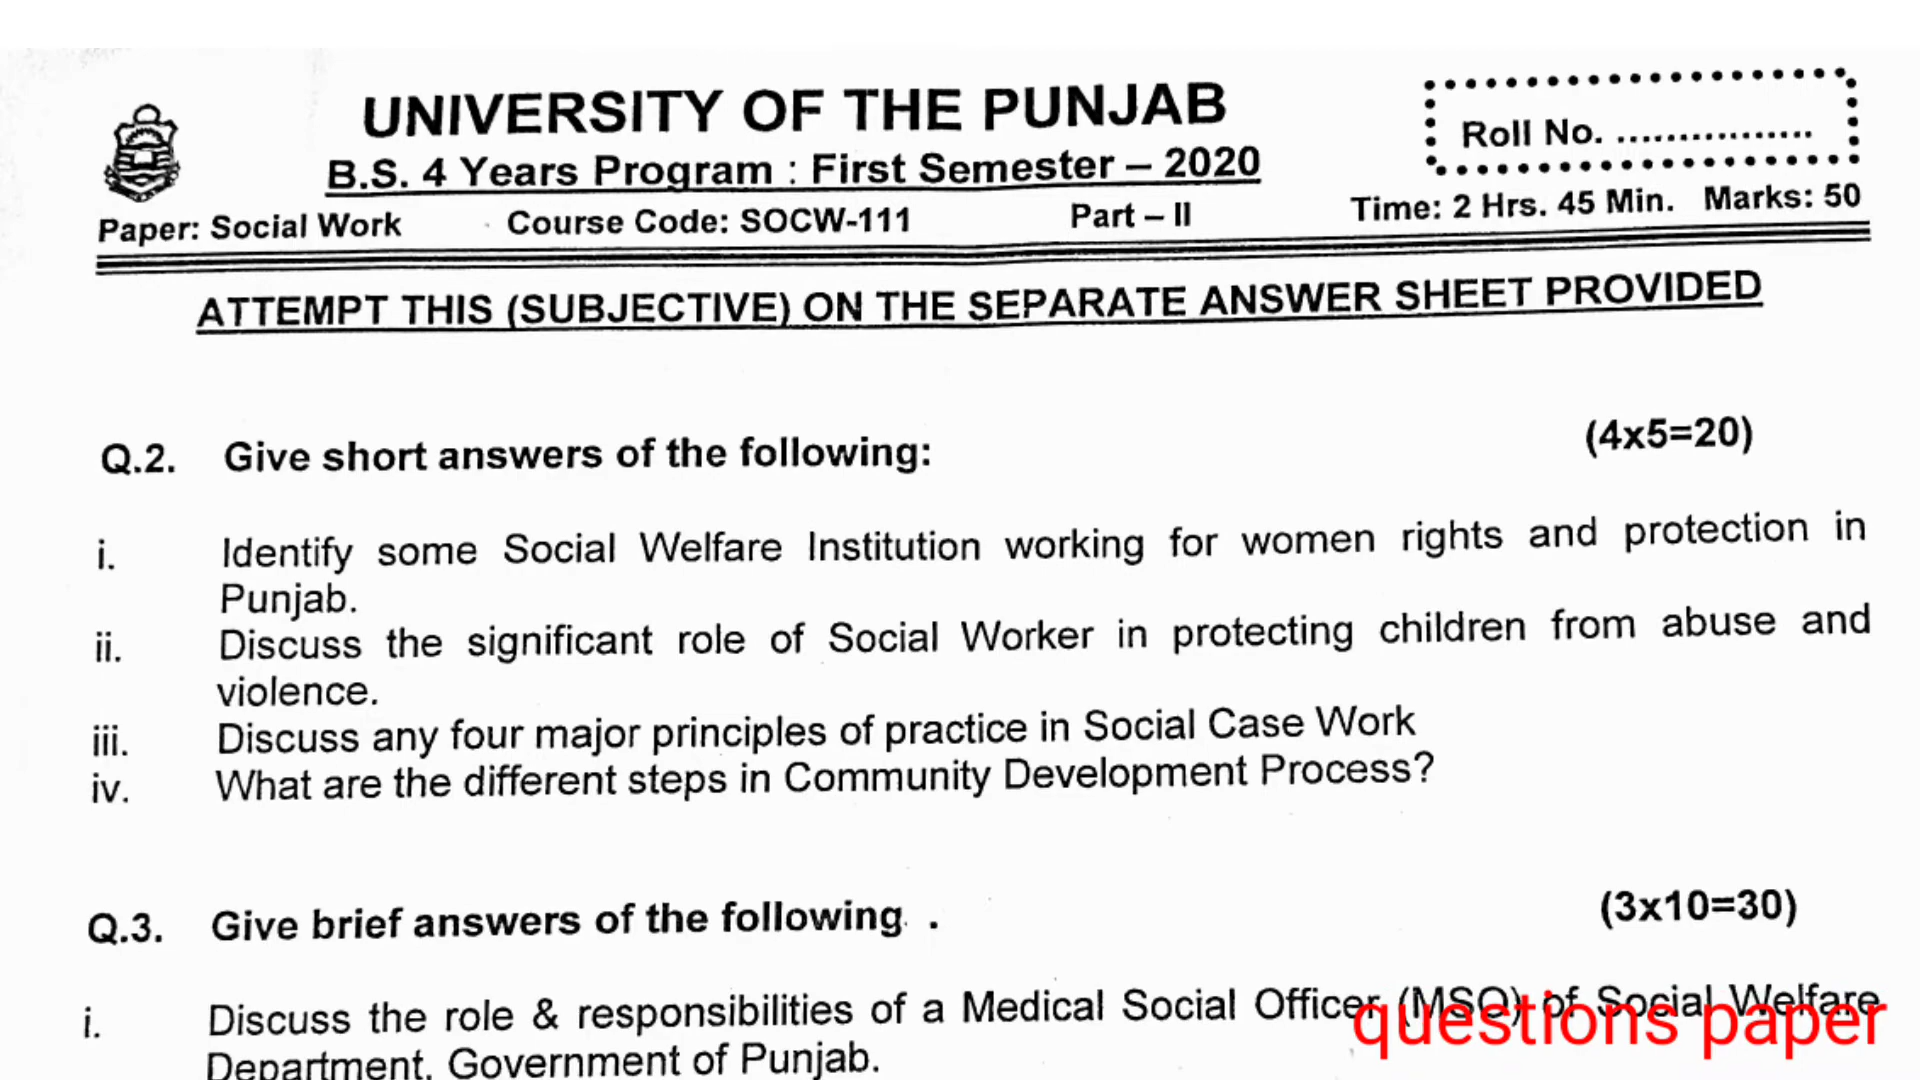 UNIVERSITY OF THE PUNJAB
B.S. 4 Years Program : First Semester – 2020
Roll No. ................
Paper: Social Work Course Code: SOCW-111 Part – II Time: 2 Hrs. 45 Min. Marks: 50
ATTEMPT THIS (SUBJECTIVE) ON THE SEPARATE ANSWER SHEET PROVIDED
Q.2. Give short answers of the following: (4x5=20)
i. Identify some Social Welfare Institution working for women rights and protection in
Punjab.
ii. Discuss the significant role of Social Worker in protecting children from abuse and
violence.
iii. Discuss any four major principles of practice in Social Case Work
iv. What are the different steps in Community Development Process?
Q.3. Give brief answers of the following . (3x10=30)
i. Discuss the role & responsibilities of a Medical Social Officer (MSO) of Social Welfare
Department, Government of Punjab.
questions paper